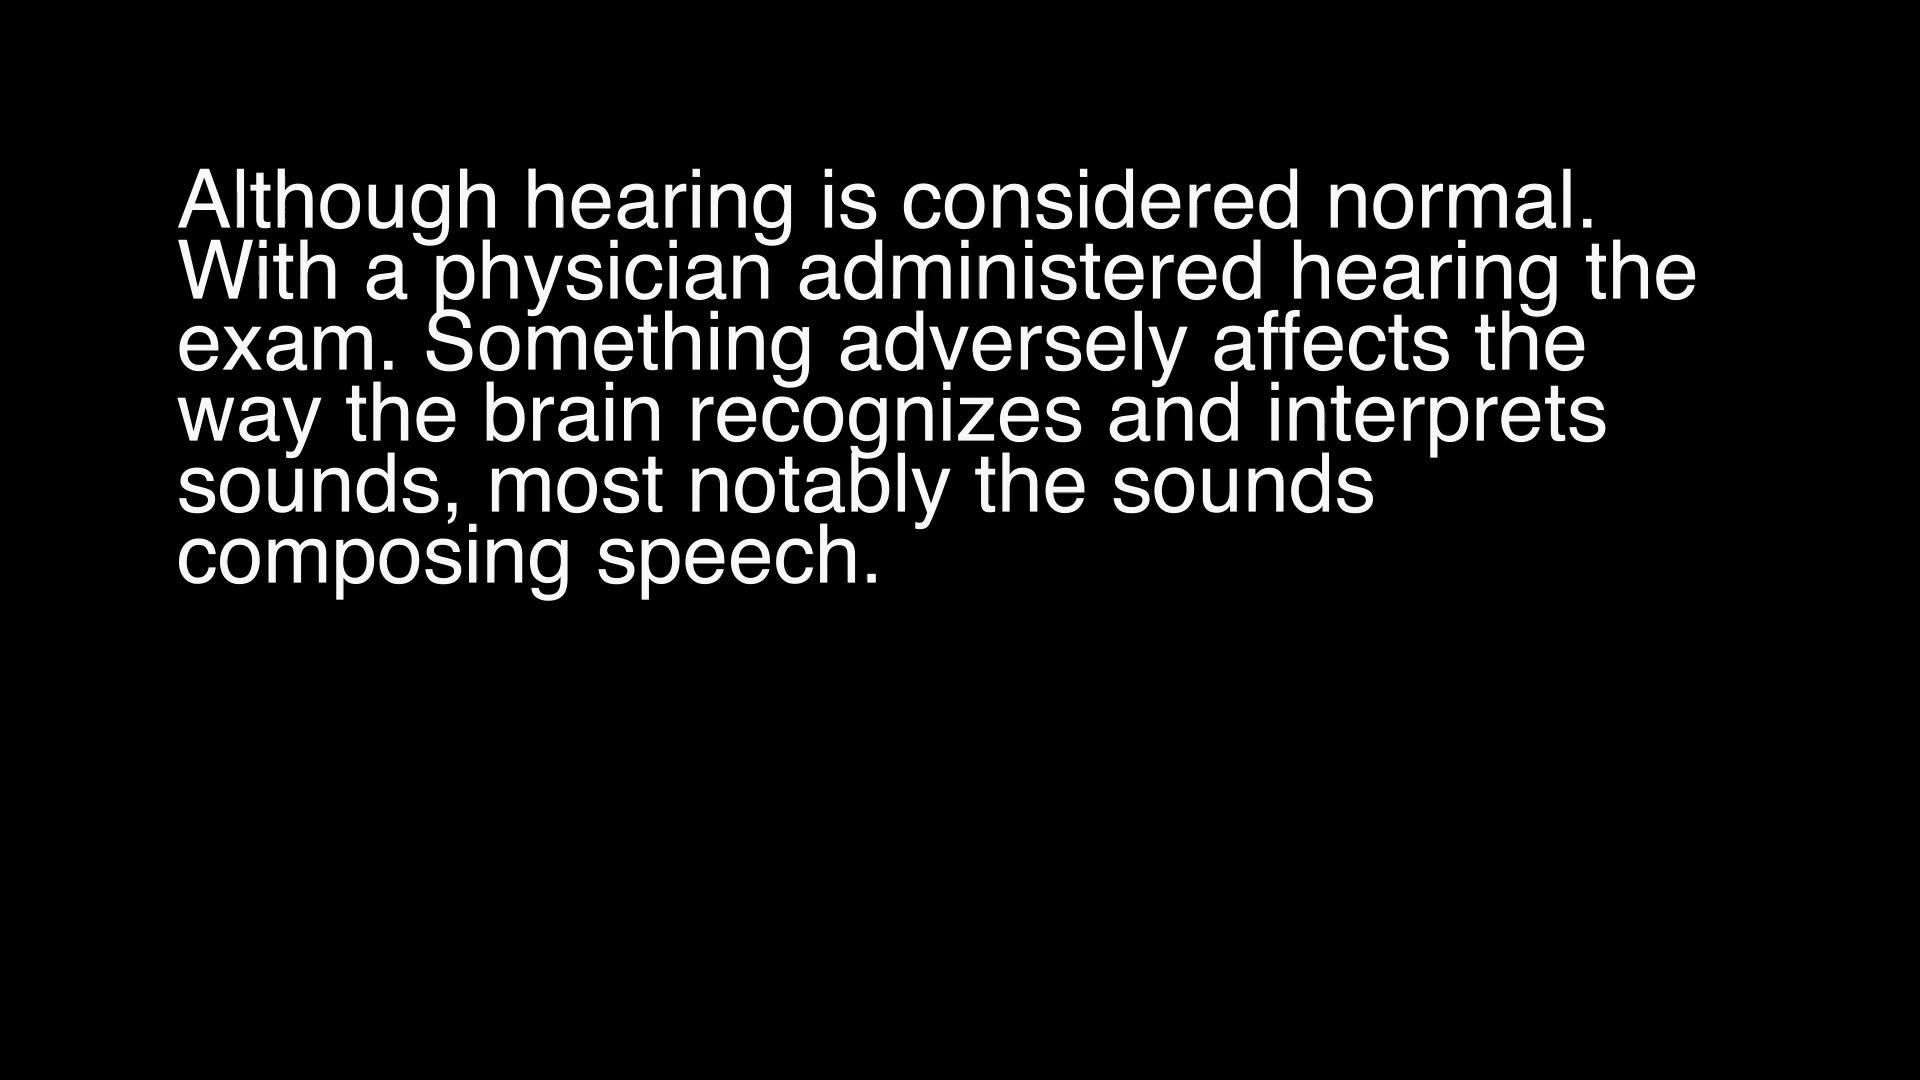 Although hearing is considered normal.
With a physician administered hearing the
exam. Something adversely affects the
way the brain recognizes and interprets
sounds, most notably the sounds
composing speech.